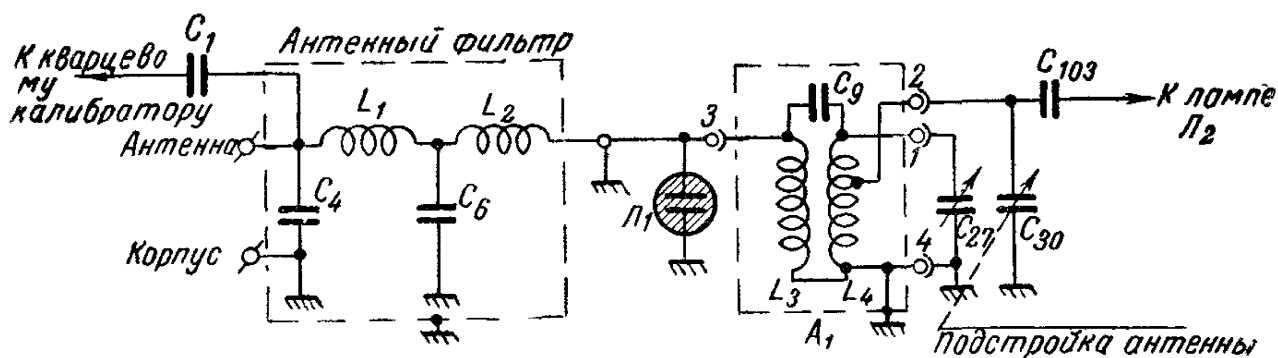 C₁
Антенный фильтр
К кварцево
му
калибратору
L₁
L₂
Антенна
C₄
C₆
Корпус
3
Л₁
C₉
2
1
4
L₃
L₄
A₁
C₂₇
C₃₀
C₁₀₃
К лампе
Л₂
Подстройка антенны